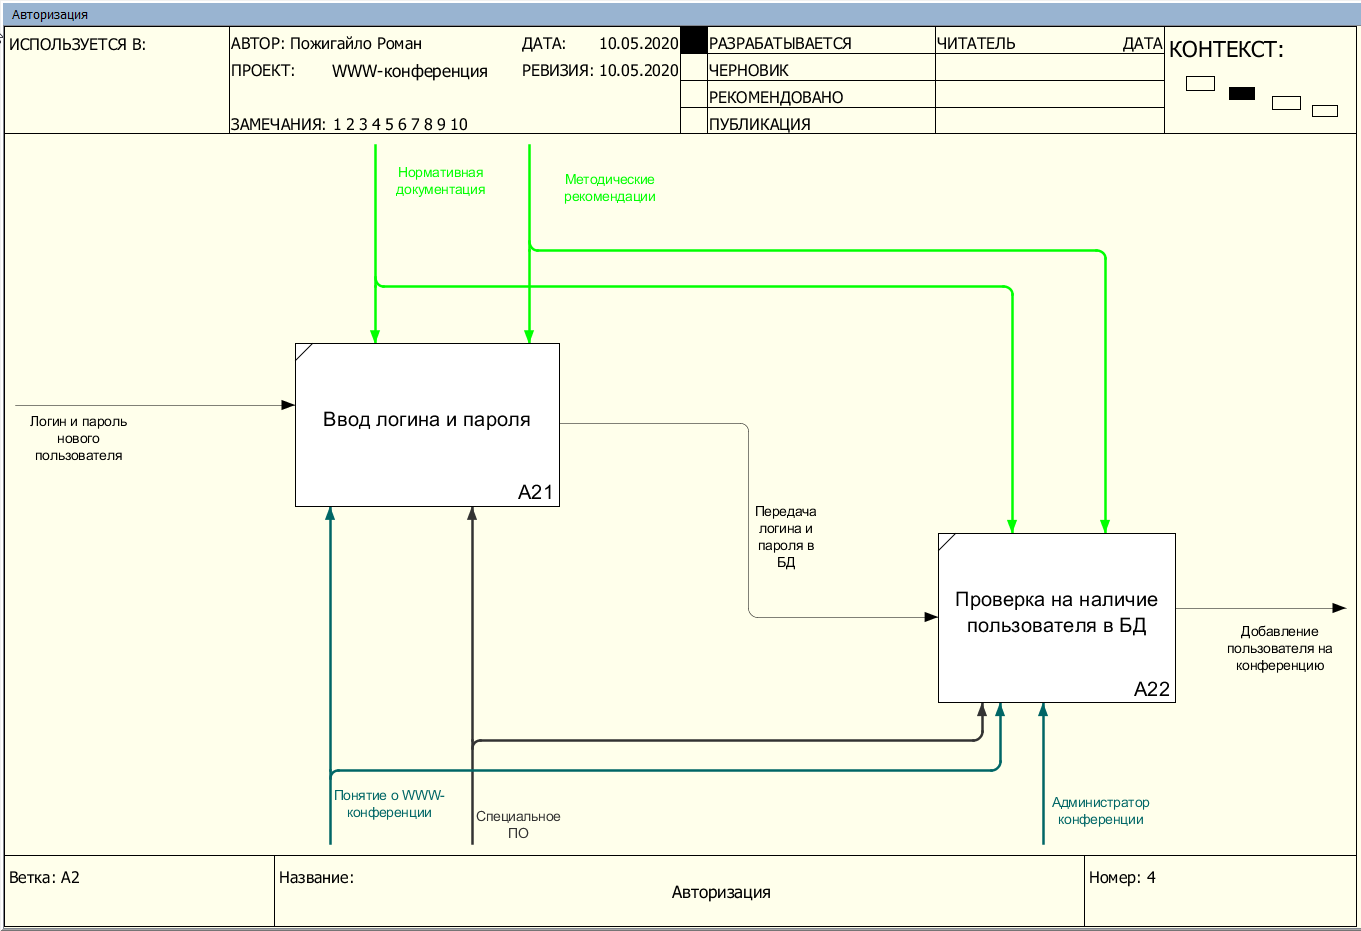 Авторизация
ИСПОЛЬЗУЕТСЯ В:
АВТОР: Пожигайло Роман
ДАТА: 10.05.2020
ПРОЕКТ: WWW-конференция
РЕВИЗИЯ: 10.05.2020
ЗАМЕЧАНИЯ: 1 2 3 4 5 6 7 8 9 10
РАЗРАБАТЫВАЕТСЯ
ЧЕРНОВИК
РЕКОМЕНДОВАНО
ПУБЛИКАЦИЯ
ЧИТАТЕЛЬ ДАТА
КОНТЕКСТ:
Нормативная
документация
Методические
рекомендации
Логин и пароль
нового
пользователя
Ввод логина и пароля
A21
Передача
логина и
пароля в
БД
Проверка на наличие
пользователя в БД
A22
Добавление
пользователя на
конференцию
Понятие о WWW-
конференции
Специальное
ПО
Администратор
конференции
Ветка: A2
Название:
Авторизация
Номер: 4